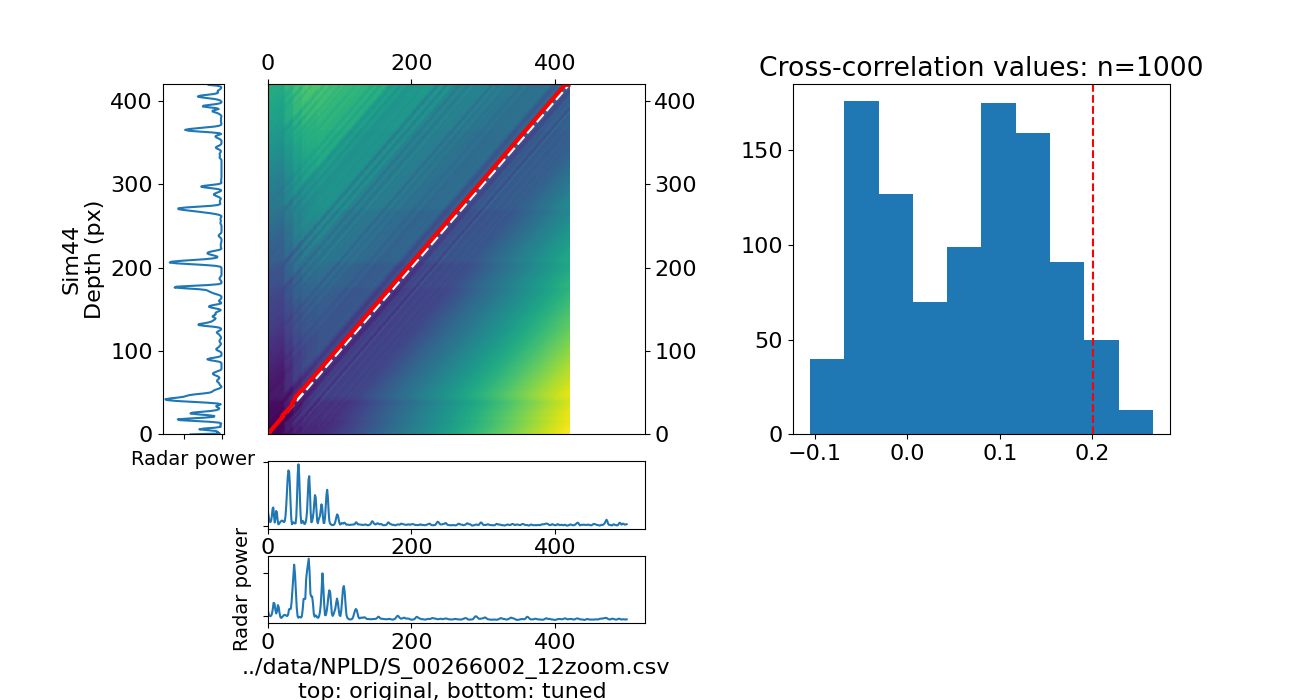 0 200 400
Cross-correlation values: n=1000
400
300
200
100
0
Sim44
Depth (px)
400
300
200
100
0
150
100
50
0
−0.1 0.0 0.1 0.2
Radar power
0 200 400
Radar power
0 200 400
../data/NPLD/S_00266002_12zoom.csv
top: original, bottom: tuned